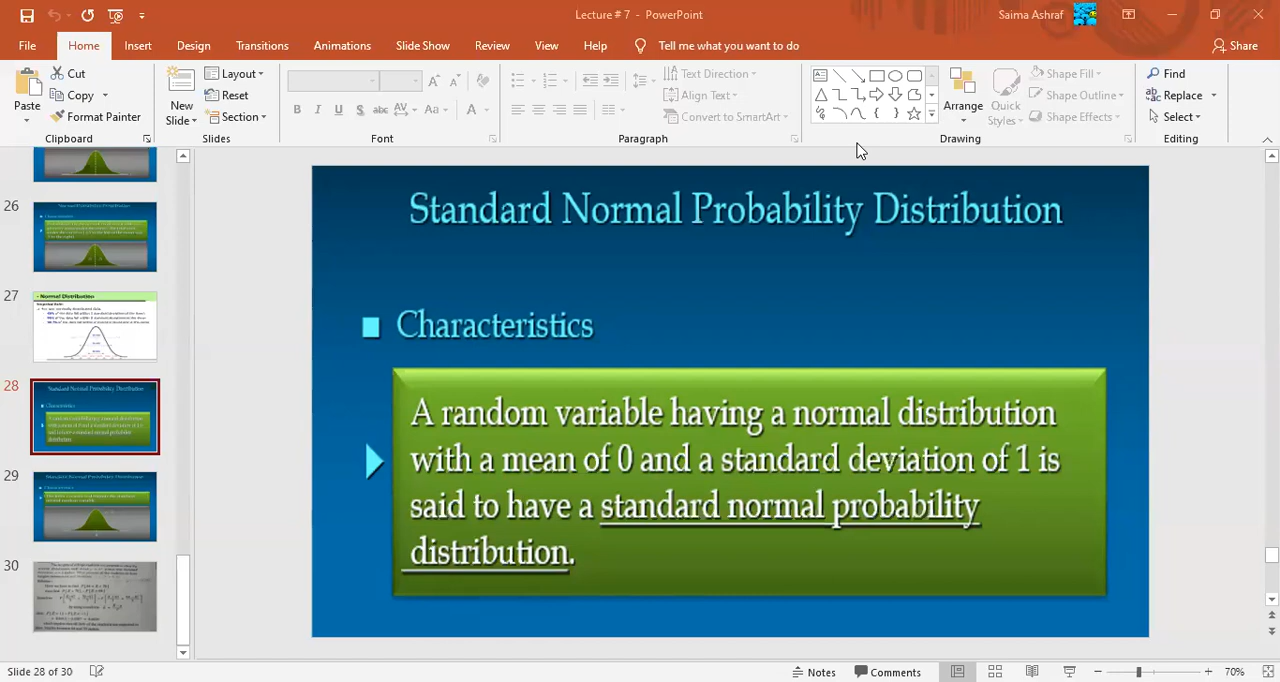 Lecture # 7 - PowerPoint
Saima Ashraf
File Home Insert Design Transitions Animations Slide Show Review View Help Tell me what you want to do Share
Paste
Cut
Copy
Format Painter
Clipboard
New
Slide
Layout
Reset
Section
Slides
Font
Text Direction
Align Text
Convert to SmartArt
Paragraph
Arrange
Quick
Styles
Shape Fill
Shape Outline
Shape Effects
Drawing
Find
Replace
Select
Editing
26
27
28
29
30
Normal Distribution
Standard Normal Probability Distribution
Characteristics
A random variable having a normal distribution
with a mean of 0 and a standard deviation of 1 is
said to have a standard normal probability
distribution.
Slide 28 of 30
Notes
Comments
70%